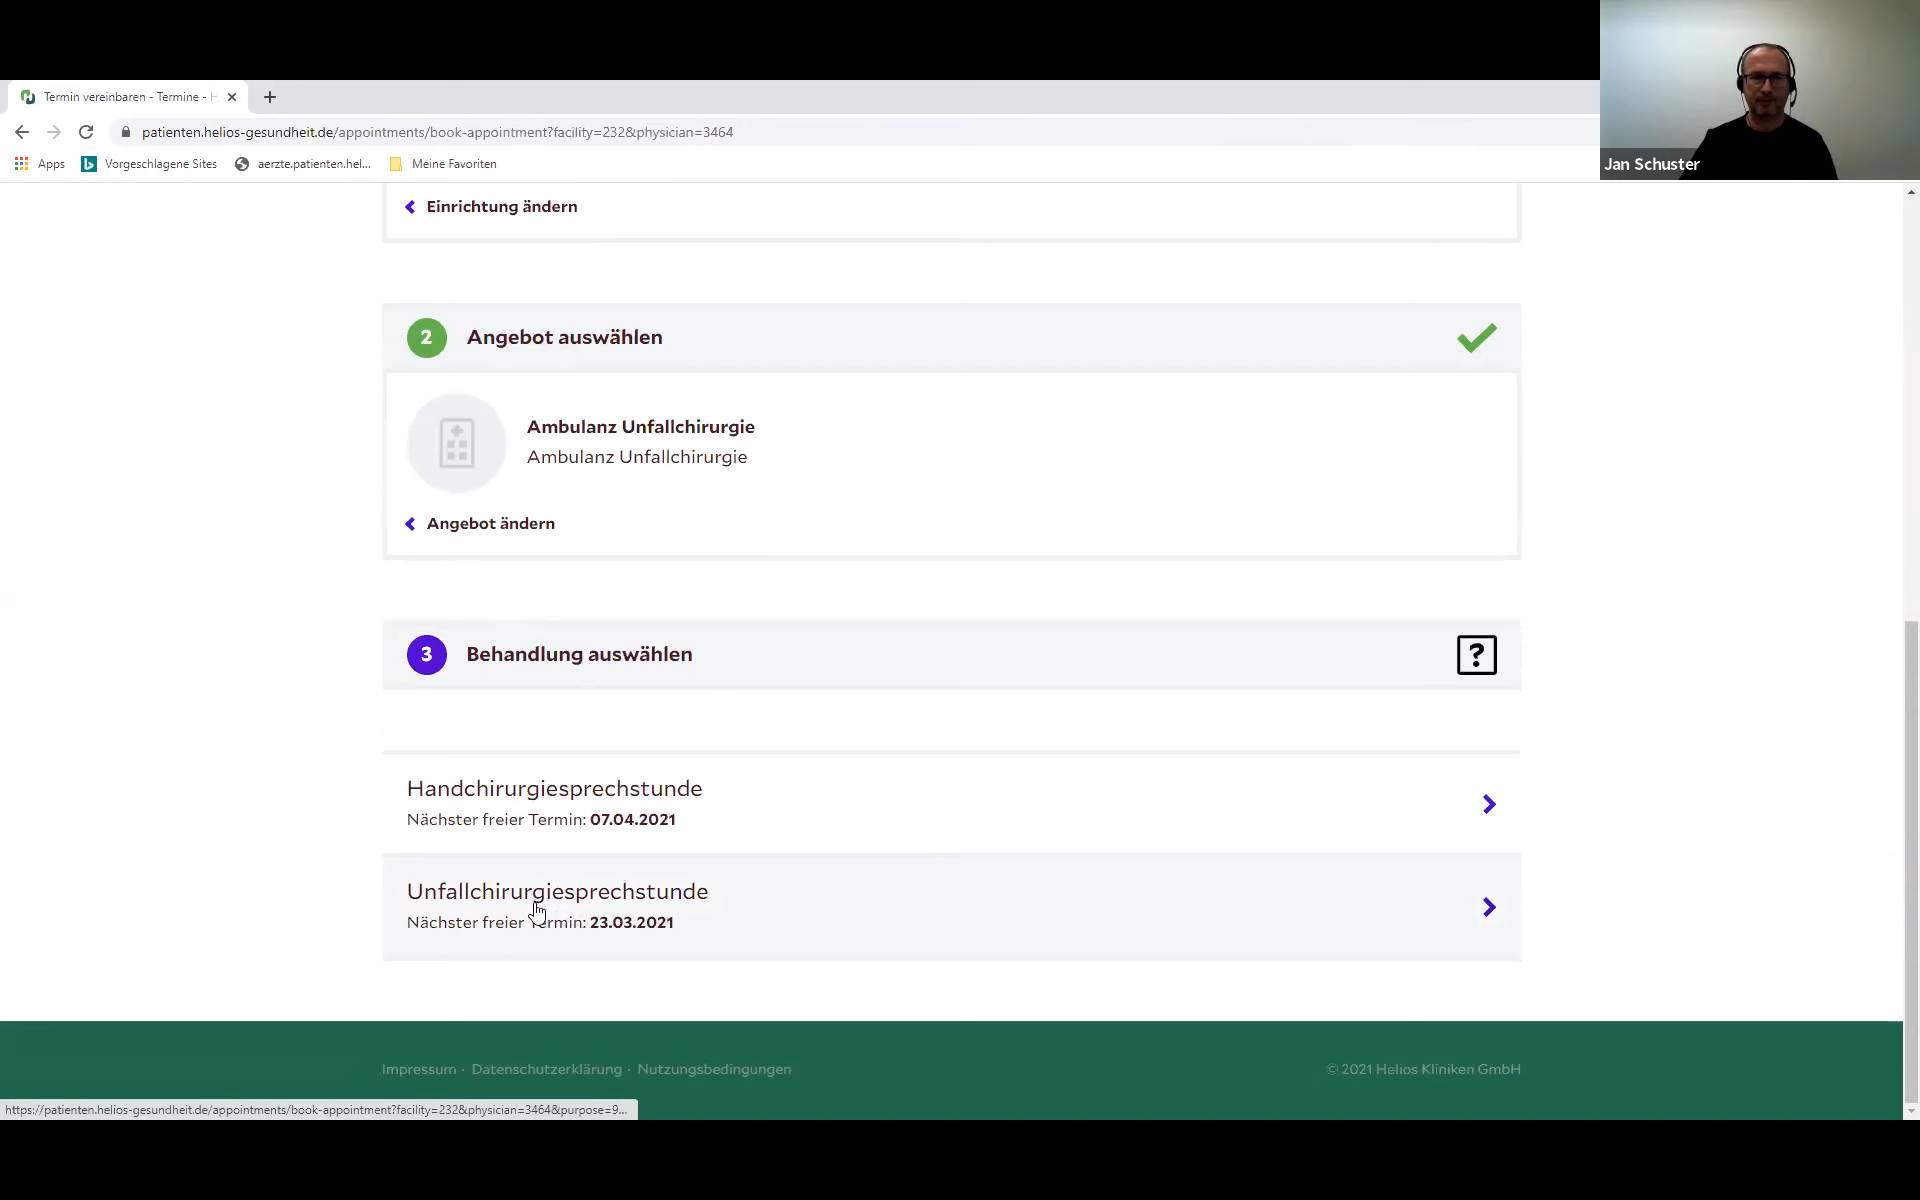 Termin vereinbaren - Termine - H
patienten.helios-gesundheit.de/appointments/book-appointment?facility=232&physician=3464
Apps
Vorgeschlagene Sites
aerzte.patienten.hel...
Meine Favoriten
Jan Schuster
Einrichtung ändern
2
Angebot auswählen
Ambulanz Unfallchirurgie
Ambulanz Unfallchirurgie
Angebot ändern
3
Behandlung auswählen
?
Handchirurgiesprechstunde
Nächster freier Termin: 07.04.2021
Unfallchirurgiesprechstunde
Nächster freier Termin: 23.03.2021
Impressum · Datenschutzerklärung · Nutzungsbedingungen
© 2021 Helios Kliniken GmbH
https://patienten.helios-gesundheit.de/appointments/book-appointment?facility=232&physician=3464&purpose=9...